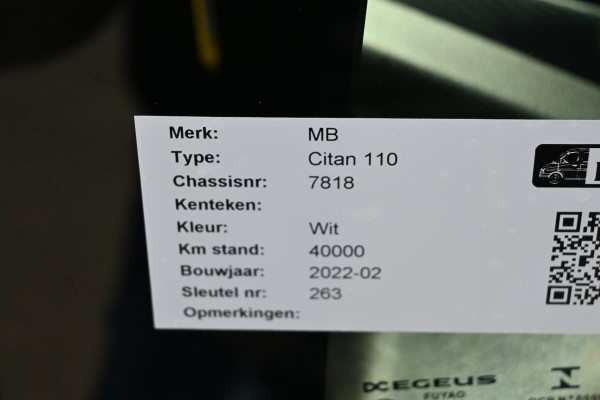 Merk: MB
Type: Citan 110
Chassisnr: 7818
Kenteken:
Kleur: Wit
Km stand: 40000
Bouwjaar: 2022-02
Sleutel nr: 263
Opmerkingen:
EGEUS
FUYAO